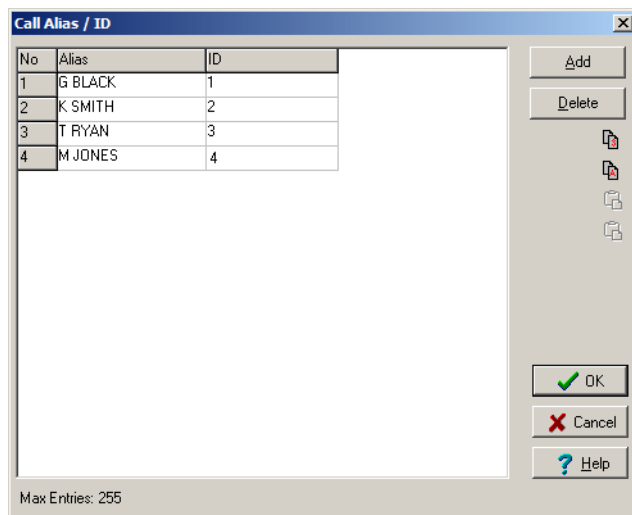 Call Alias / ID
No Alias ID
1 G BLACK 1
2 K SMITH 2
3 T RYAN 3
4 M JONES 4
Add
Delete
OK
Cancel
Help
Max Entries: 255